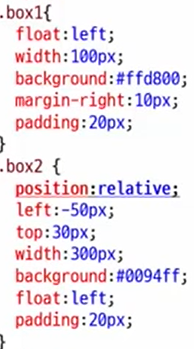 .box1{
float:left;
width:100px;
background:#ffd800;
margin-right:10px;
padding:20px;
}
.box2 {
position:relative;
left:-50px;
top:30px;
width:300px;
background:#0094ff;
float:left;
padding:20px;
}